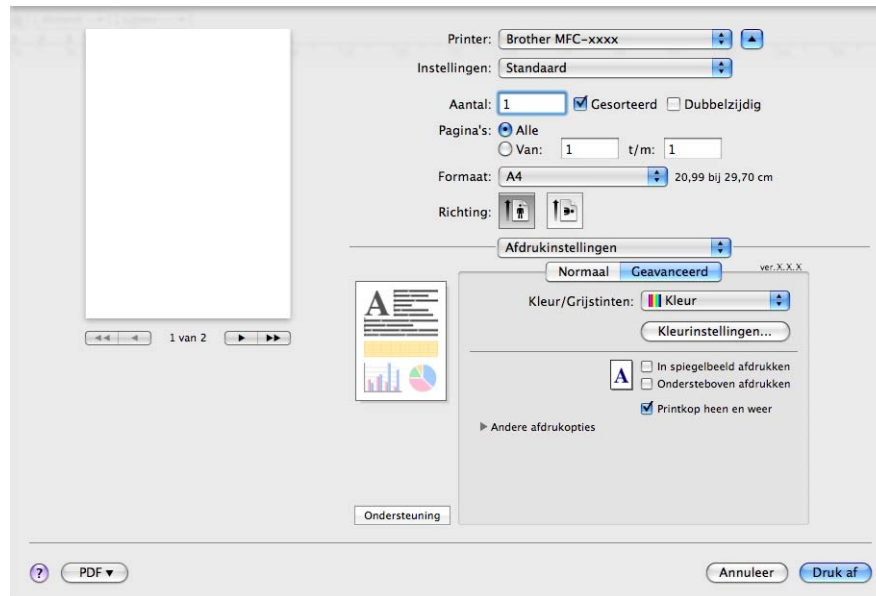 Printer: Brother MFC-xxxx
Instellingen: Standaard
Aantal: 1 Gesorteerd Dubbelzijdig
Pagina's: Alle
Van: 1 t/m: 1
Formaat: A4 20,99 bij 29,70 cm
Richting:
Afdrukinstellingen
Normaal Geavanceerd ver.X.X.X
Kleur/Grijstinten: Kleur
Kleurinstellingen...
A
In spiegelbeeld afdrukken
A
Ondersteboven afdrukken
Printkop heen en weer
Andere afdrukopties
1 van 2
Ondersteuning
? PDF Annuleer Druk af